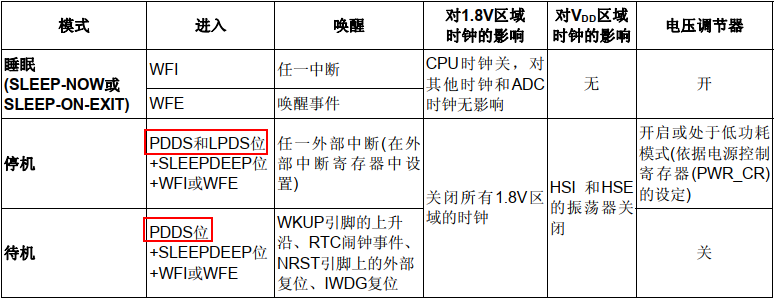 模式
进入
唤醒
对1.8V区域
时钟的影响
对VDD区域
时钟的影响
电压调节器
睡眠
(SLEEP-NOW或
SLEEP-ON-EXIT)
WFI
任一中断
CPU时钟关，对
其他时钟和ADC
时钟无影响
无
开
WFE
唤醒事件
停机
PDDS和LPDS位
+SLEEPDEEP位
+WFI或WFE
任一外部中断(在外
部中断寄存器中设
置)
关闭所有1.8V区
域的时钟
HSI 和HSE
的振荡器关
闭
开启或处于低功耗
模式(依据电源控制
寄存器(PWR_CR)
的设定)
待机
PDDS位
+SLEEPDEEP位
+WFI或WFE
WKUP引脚的上升
沿、RTC闹钟事件、
NRST引脚上的外部
复位、IWDG复位
关